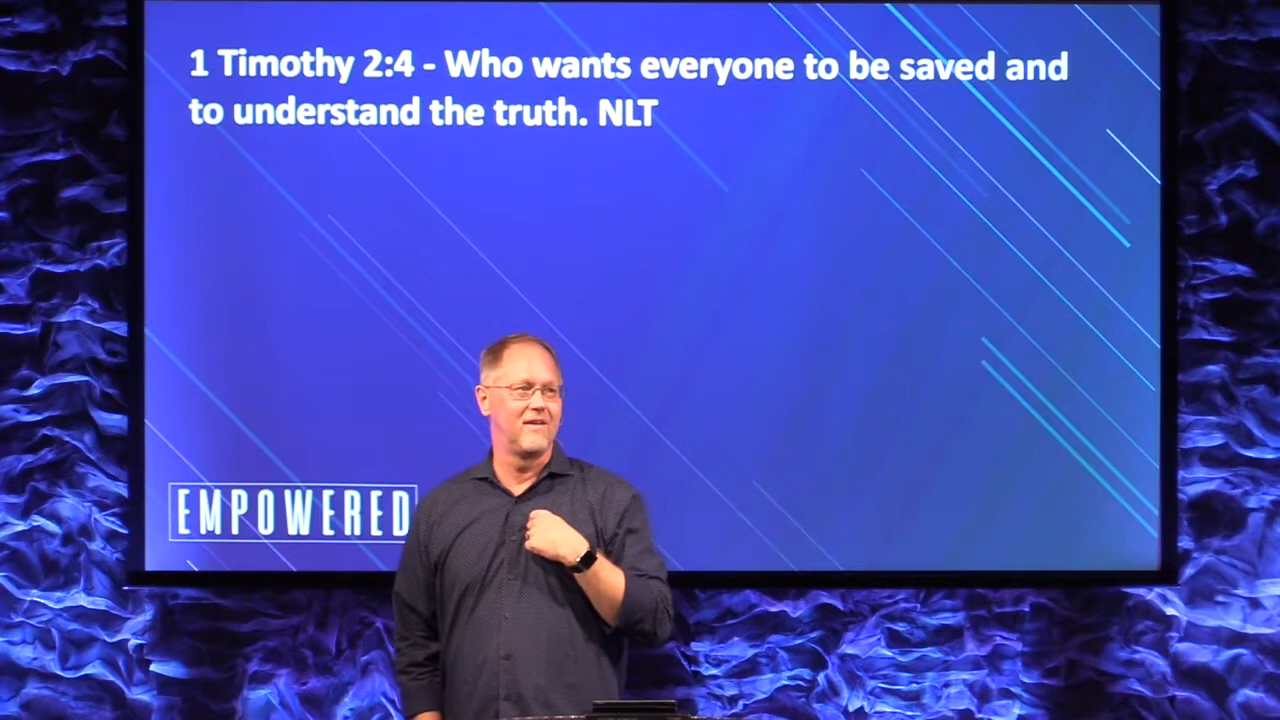 1 Timothy 2:4 - Who wants everyone to be saved and
to understand the truth. NLT
EMPOWERED